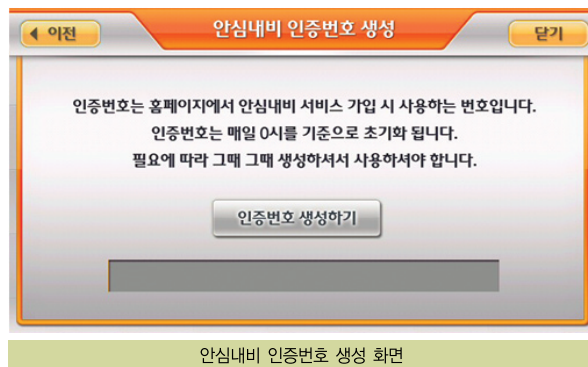 이전 안심내비 인증번호 생성 닫기
인증번호는 홈페이지에서 안심내비 서비스 가입 시 사용하는 번호입니다.
인증번호는 매일 0시를 기준으로 초기화 됩니다.
필요에 따라 그때 그때 생성하셔서 사용하셔야 합니다.
인증번호 생성하기
안심내비 인증번호 생성 화면